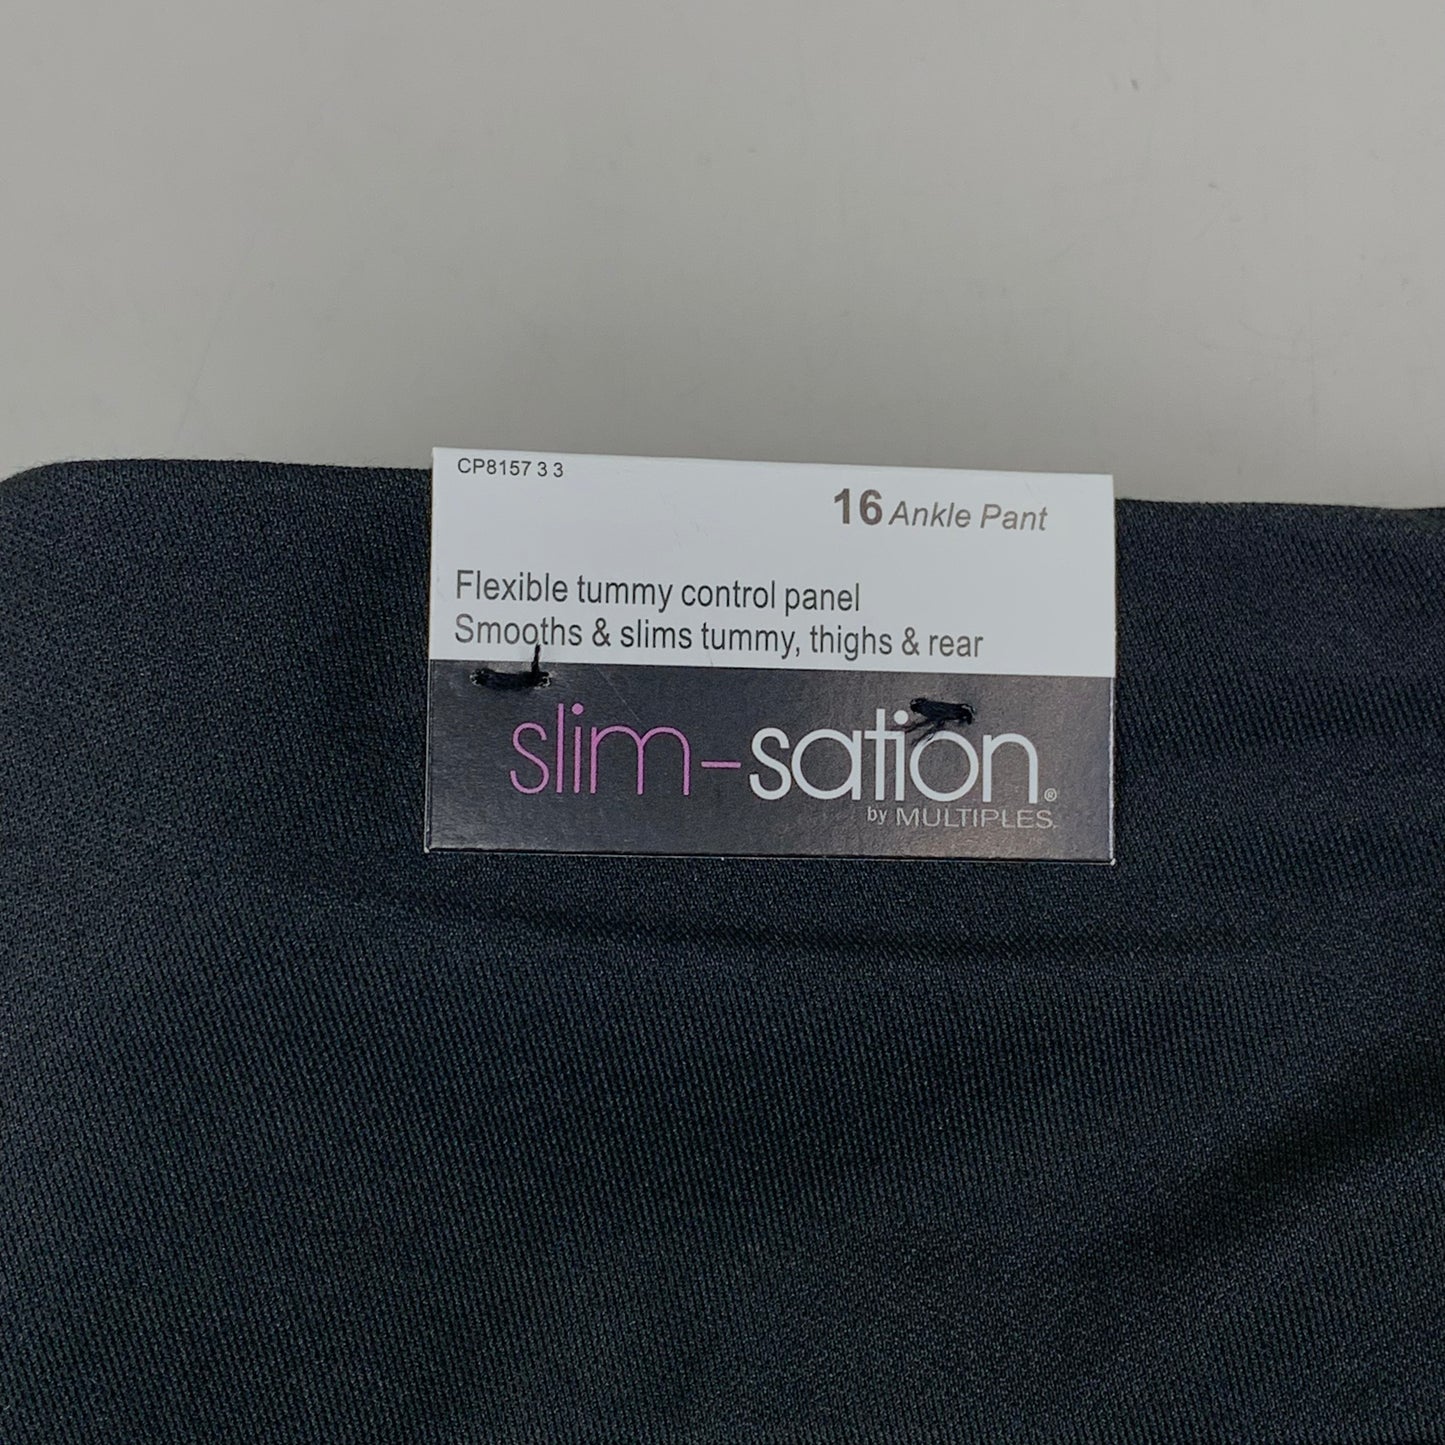 CP8157 3 3
16 Ankle Pant
Flexible tummy control panel
Smooths & slims tummy, thighs & rear
slim-sation®
by MULTIPLES